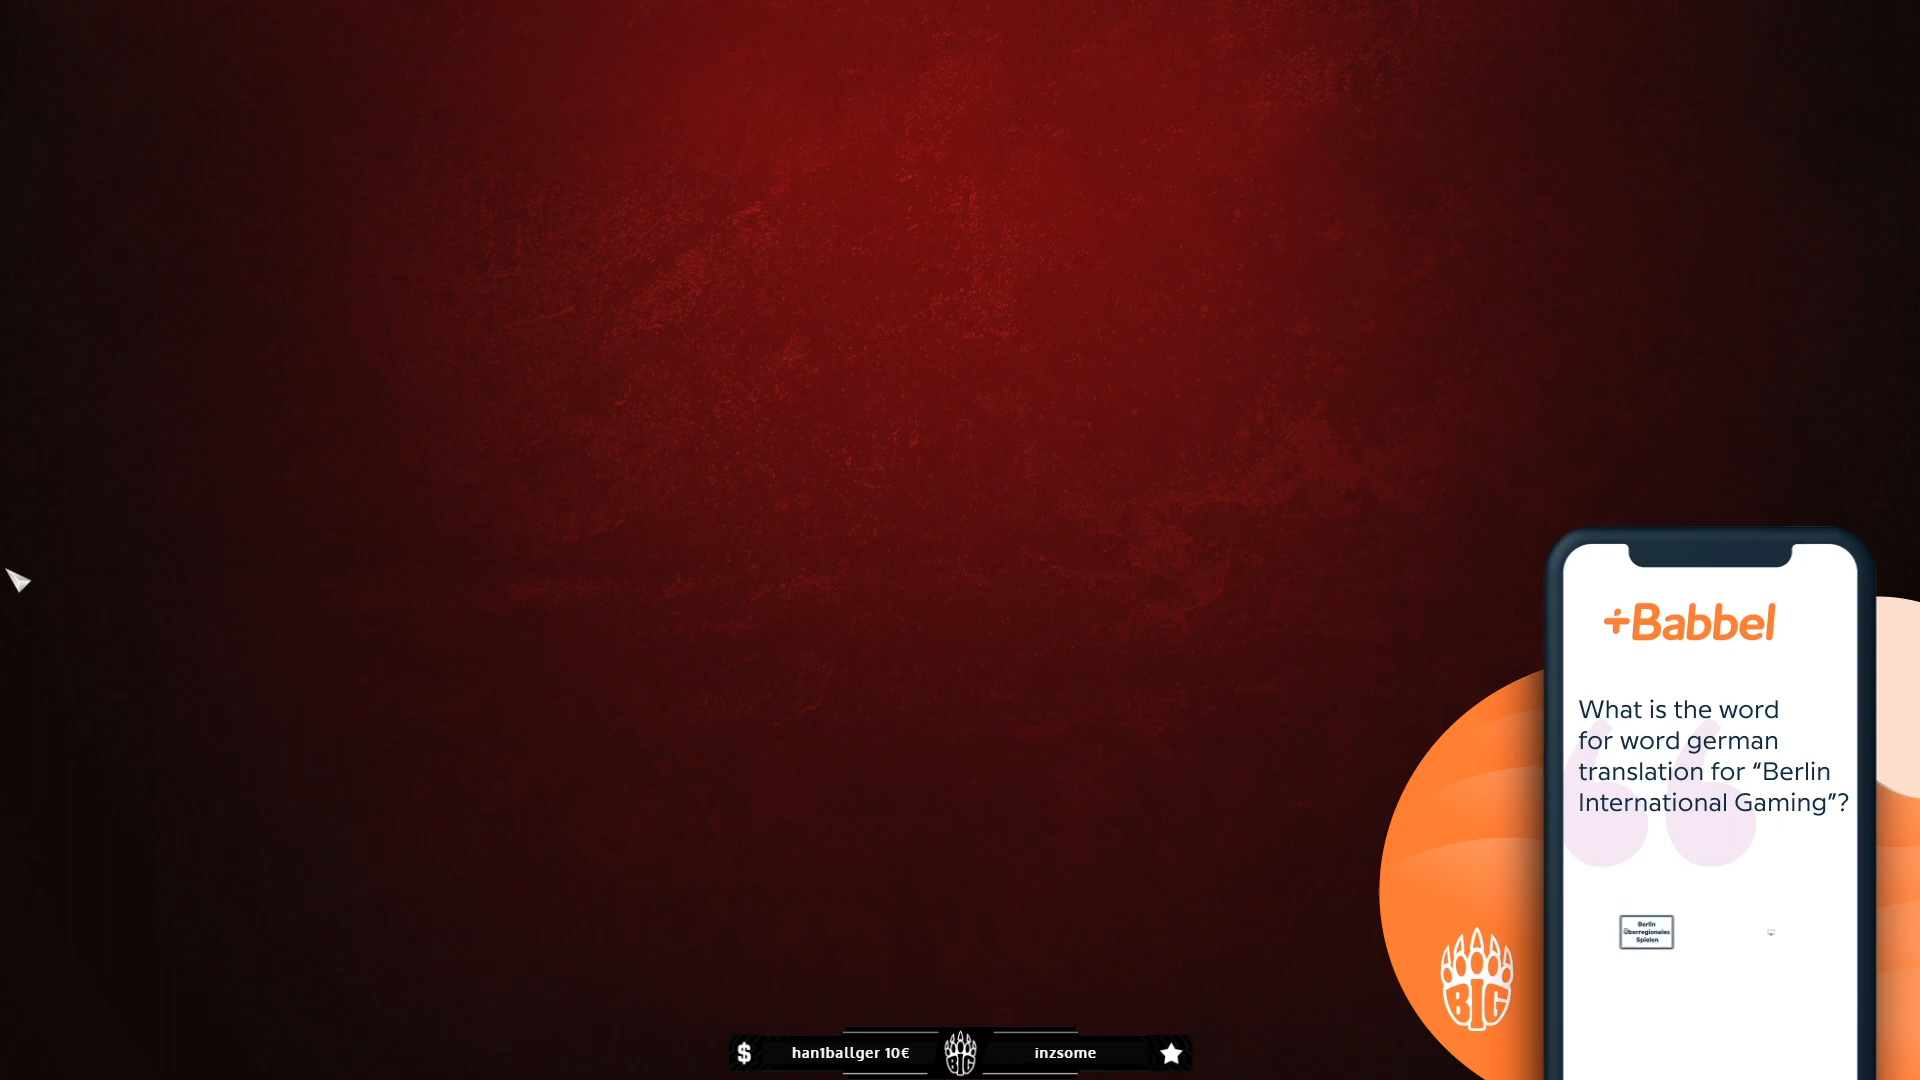 +Babbel
What is the word
for word german
translation for “Berlin
International Gaming”?
Berlin
Überregionales
Spielen
BIG
$ han1ballger 10€
BIG
inzsome